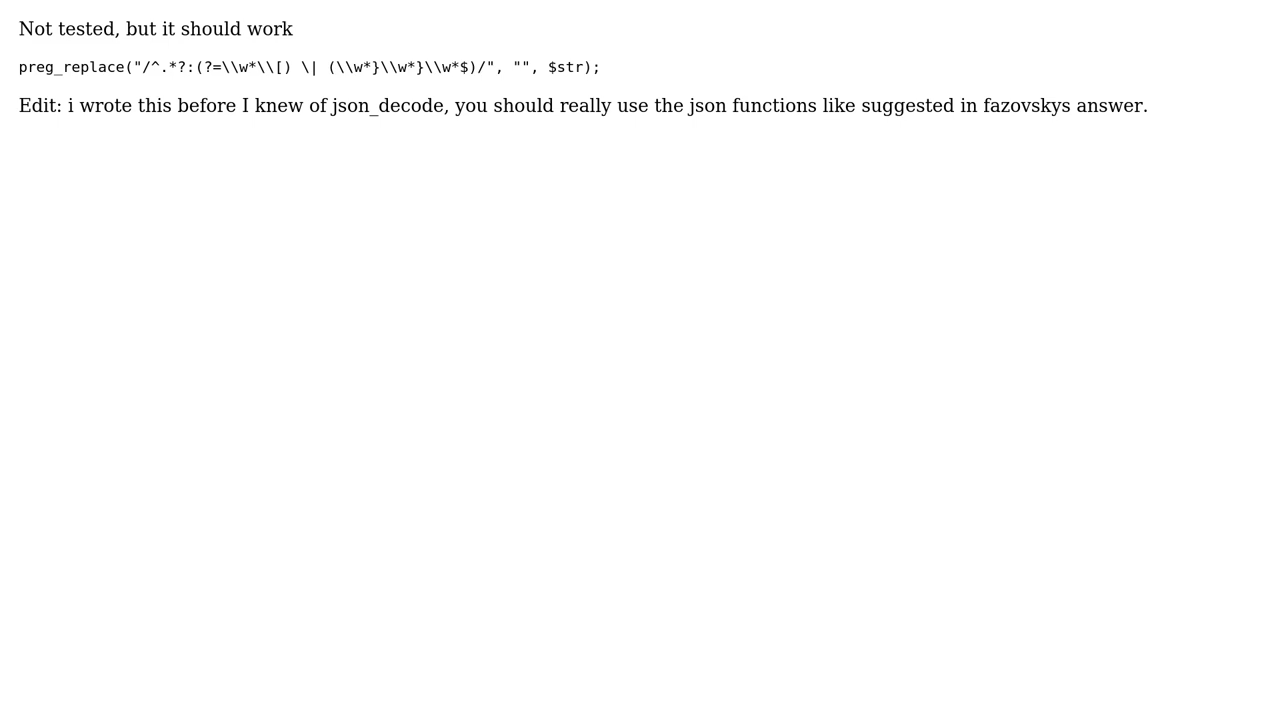 Not tested, but it should work
preg_replace("/^.*?:(?=\\w*\\[) \| (\\w*}\\w*}\\w*$)/", "", $str);
Edit: i wrote this before I knew of json_decode, you should really use the json functions like suggested in fazovskys answer.